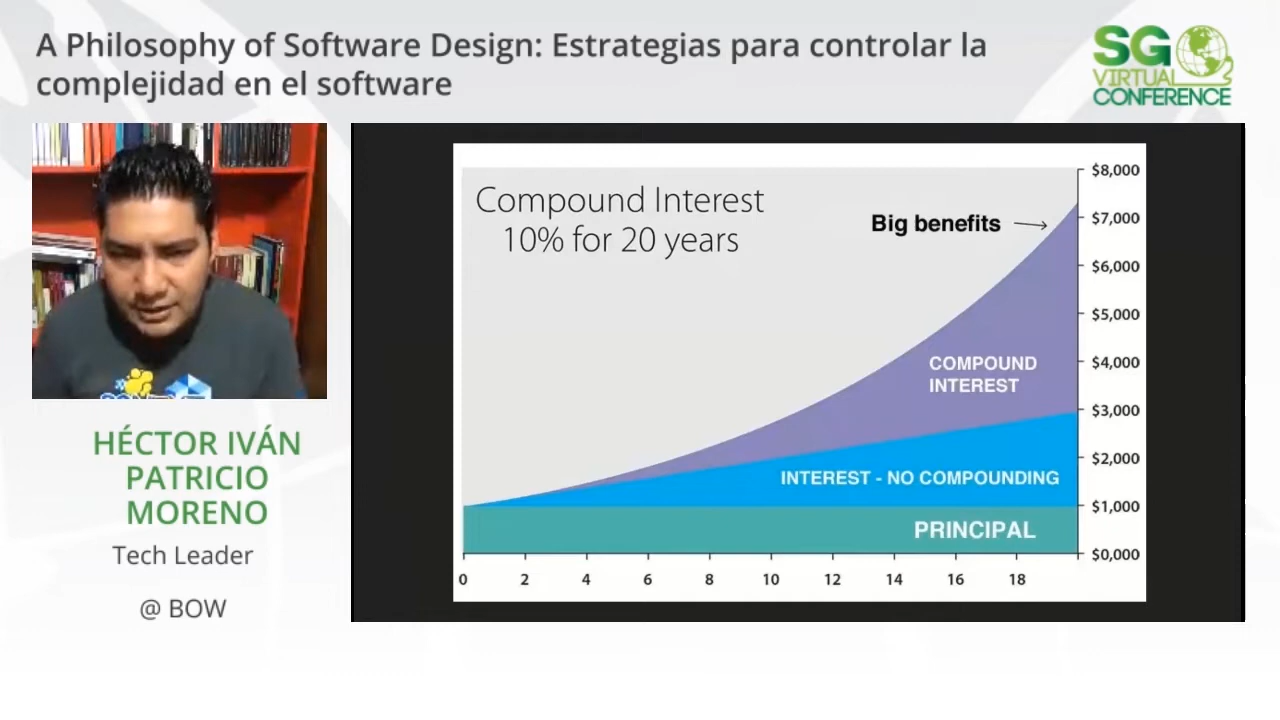 A Philosophy of Software Design: Estrategias para controlar la
complejidad en el software
SG
VIRTUAL
CONFERENCE
Compound Interest
10% for 20 years
Big benefits
COMPOUND
INTEREST
INTEREST - NO COMPOUNDING
PRINCIPAL
$8,000
$7,000
$6,000
$5,000
$4,000
$3,000
$2,000
$1,000
$0,000
0 2 4 6 8 10 12 14 16 18
HÉCTOR IVÁN
PATRICIO
MORENO
Tech Leader
@ BOW